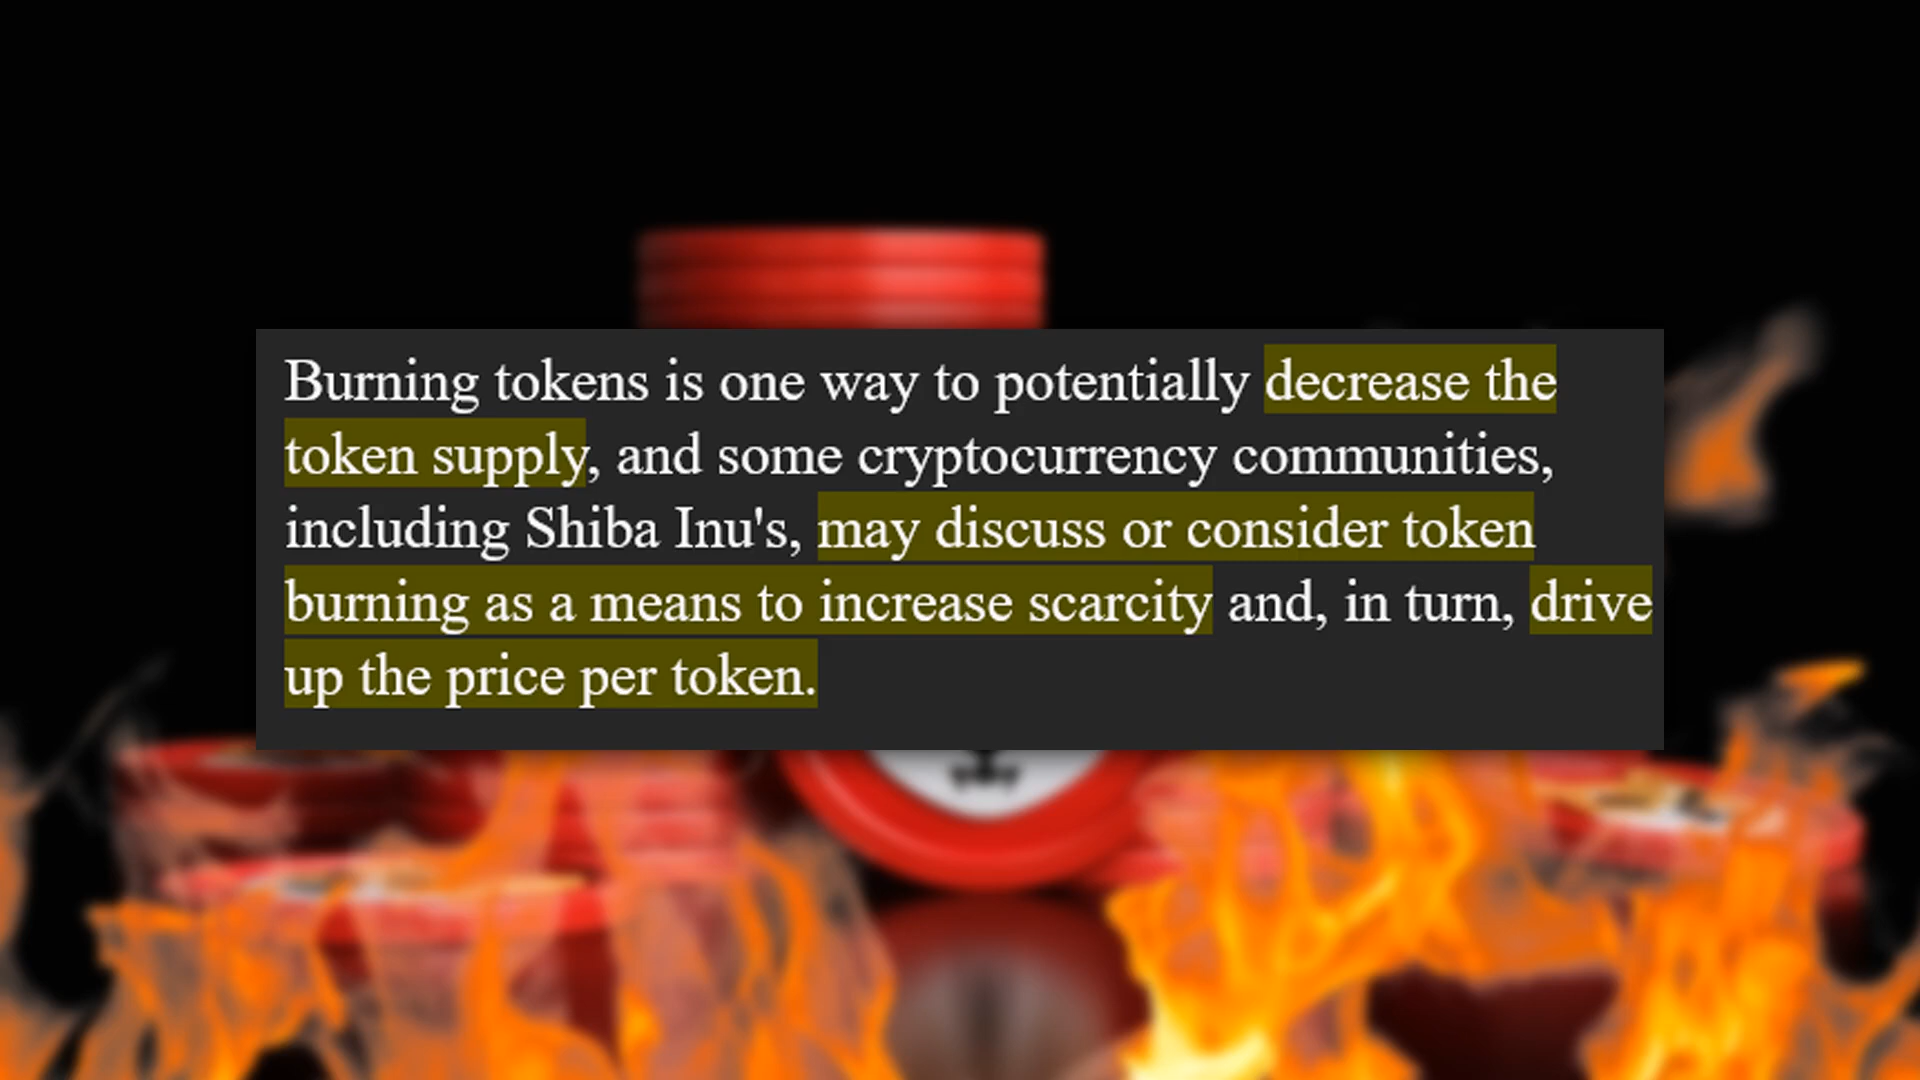 Burning tokens is one way to potentially decrease the
token supply, and some cryptocurrency communities,
including Shiba Inu's, may discuss or consider token
burning as a means to increase scarcity and, in turn, drive
up the price per token.